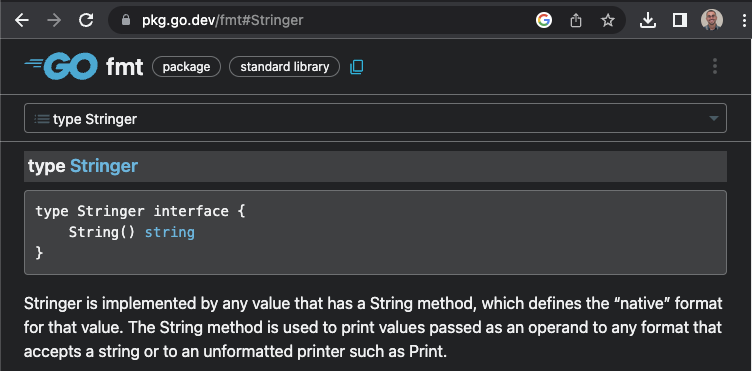 pkg.go.dev/fmt#Stringer
GO fmt package standard library
type Stringer
type Stringer
type Stringer interface {
    String() string
}
Stringer is implemented by any value that has a String method, which defines the “native” format
for that value. The String method is used to print values passed as an operand to any format that
accepts a string or to an unformatted printer such as Print.